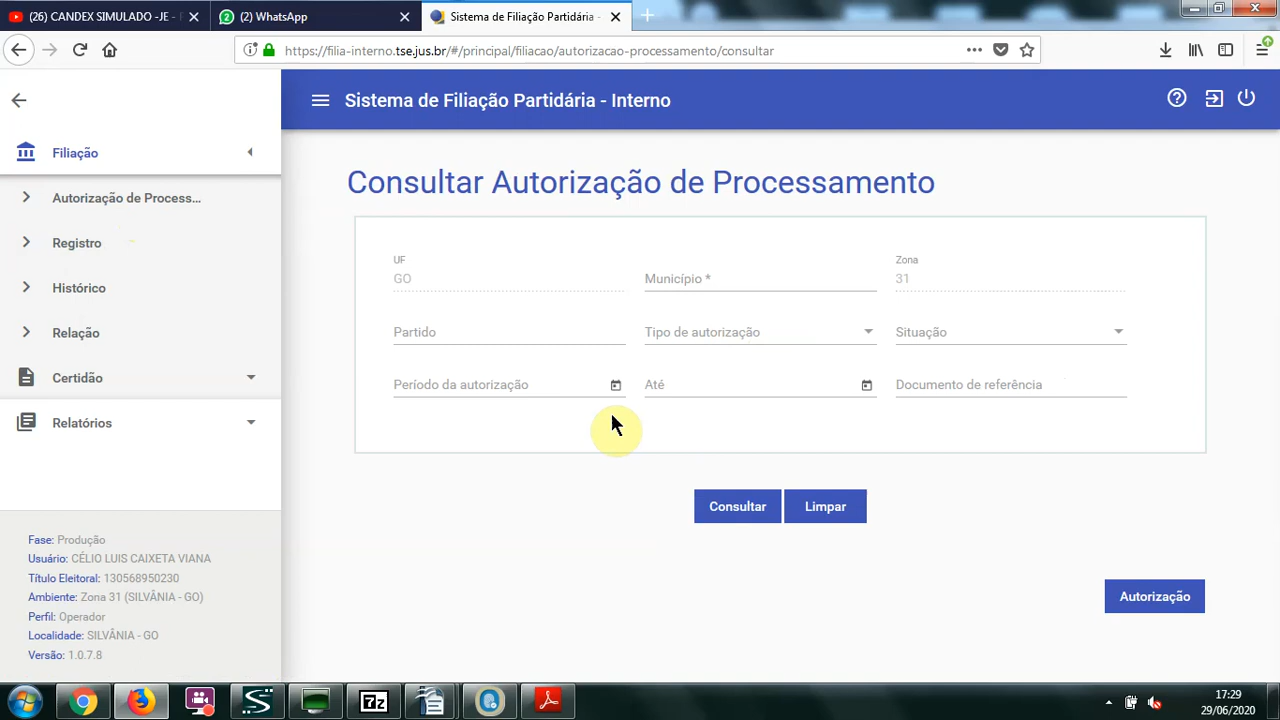 (26) CANDEX SIMULADO -JE -
(2) WhatsApp
Sistema de Filiação Partidária -
https://filia-interno.tse.jus.br/#/principal/filiacao/autorizacao-processamento/consultar
Sistema de Filiação Partidária - Interno
Filiação
Autorização de Process...
Registro
Histórico
Relação
Certidão
Relatórios
Fase: Produção
Usuário: CÉLIO LUIS CAIXETA VIANA
Título Eleitoral: 130568950230
Ambiente: Zona 31 (SILVÂNIA - GO)
Perfil: Operador
Localidade: SILVÂNIA - GO
Versão: 1.0.7.8
Consultar Autorização de Processamento
UF
GO
Município *
Zona
31
Partido
Tipo de autorização
Situação
Período da autorização
Até
Documento de referência
Consultar
Limpar
Autorização
17:29
29/06/2020